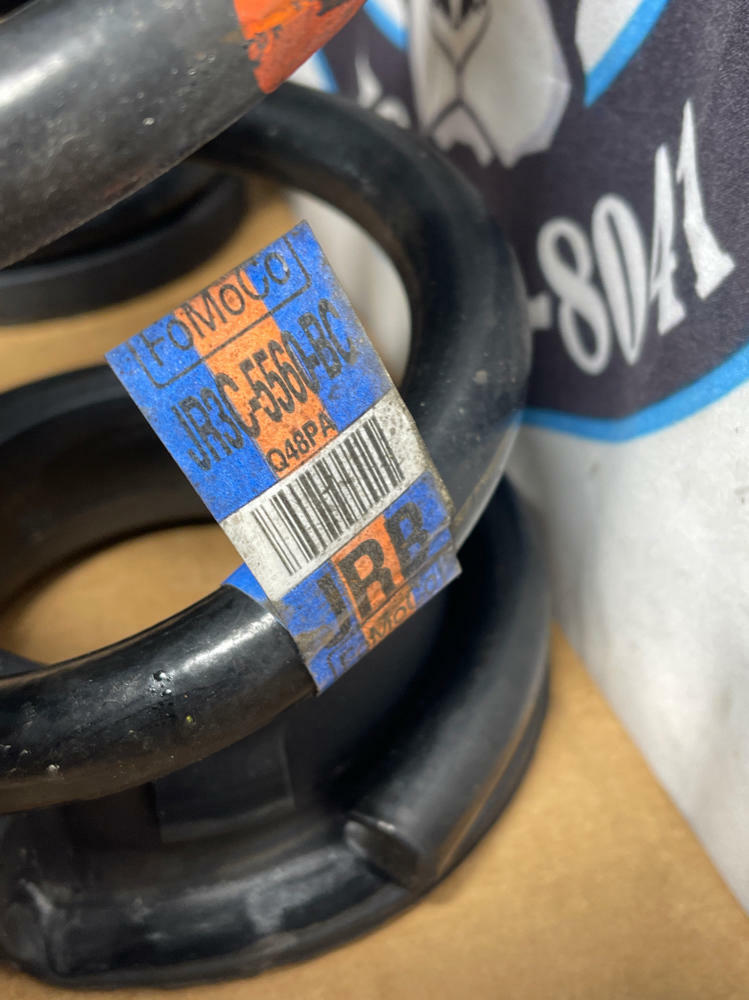 FoMoCo
JR3C-5560-BC
Q48PA
JRB
FoMoCo
-8041